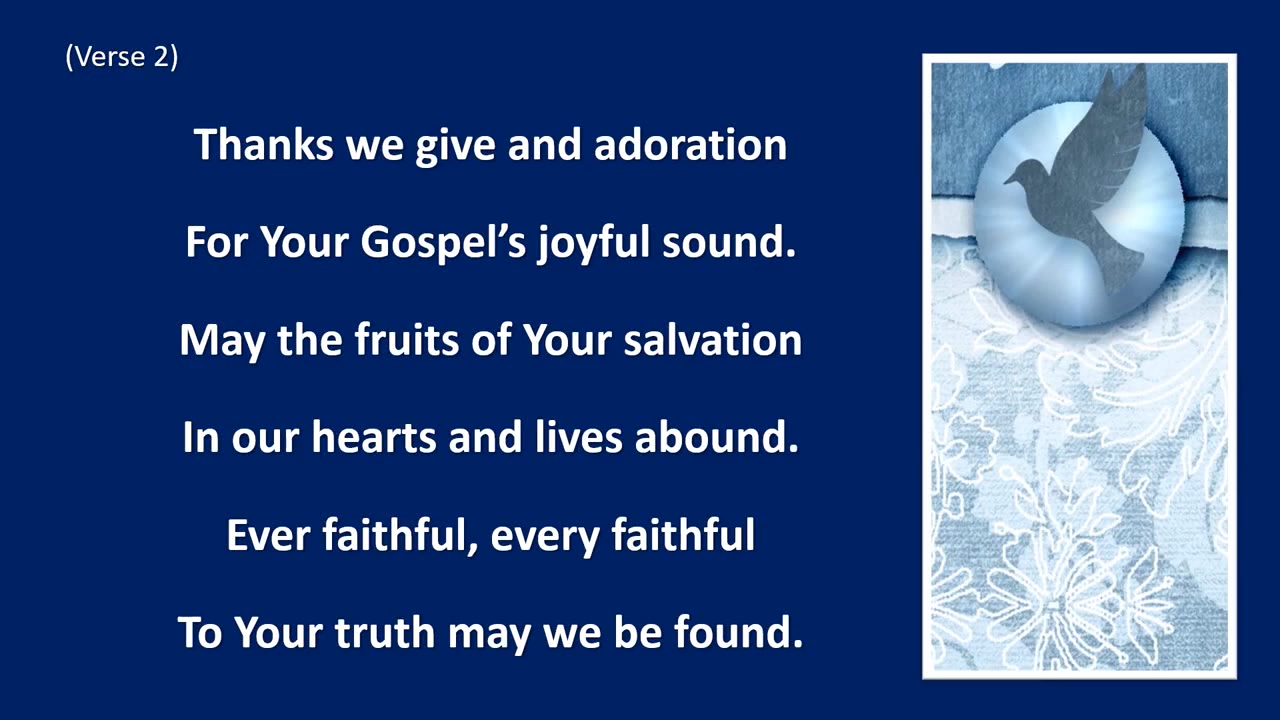 (Verse 2)
Thanks we give and adoration
For Your Gospel’s joyful sound.
May the fruits of Your salvation
In our hearts and lives abound.
Ever faithful, every faithful
To Your truth may we be found.